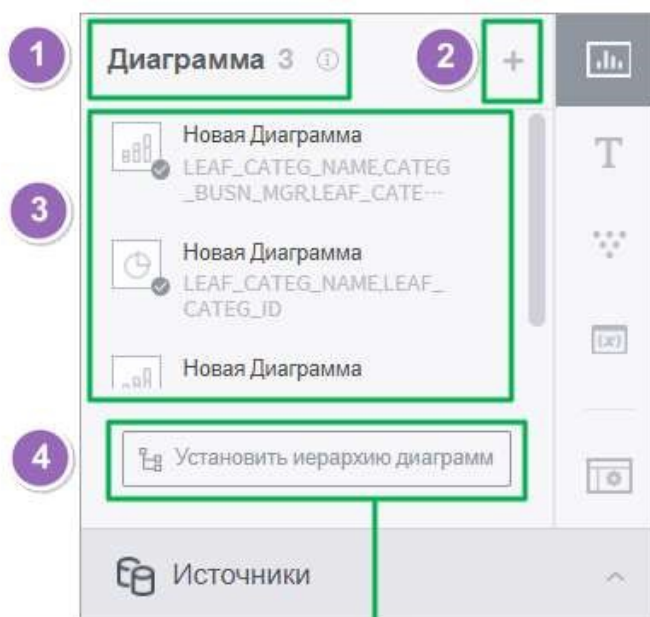 1
Диаграмма 3
2
+
Новая Диаграмма
LEAF_CATEG_NAME,CATEG
_BUSN_MGR,LEAF_CATE···
3
T
Новая Диаграмма
LEAF_CATEG_NAME,LEAF_
CATEG_ID
(x)
Новая Диаграмма
4
Установить иерархию диаграмм
Источники